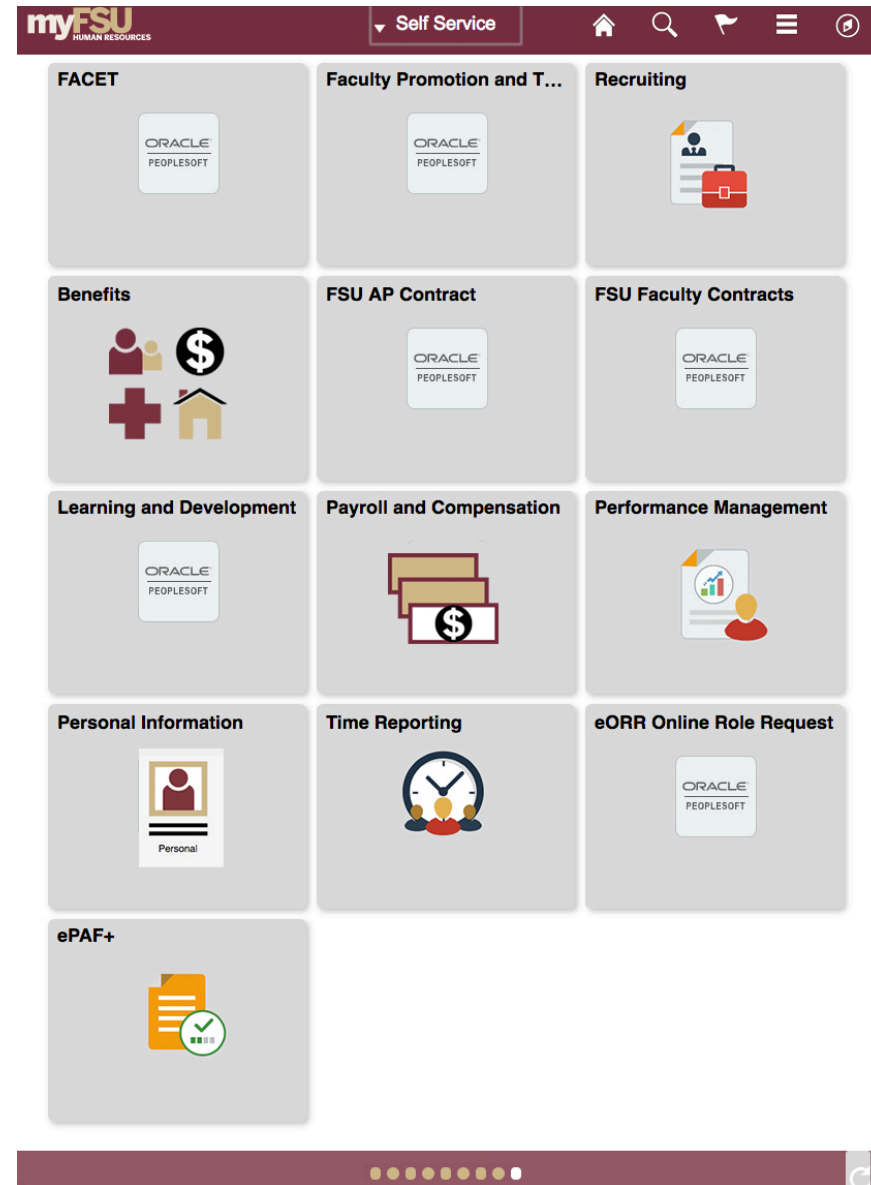 myFSU
HUMAN RESOURCES
Self Service
FACET
Faculty Promotion and T...
Recruiting
ORACLE
PEOPLESOFT
ORACLE
PEOPLESOFT
Benefits
FSU AP Contract
FSU Faculty Contracts
$
ORACLE
PEOPLESOFT
ORACLE
PEOPLESOFT
Learning and Development
Payroll and Compensation
Performance Management
ORACLE
PEOPLESOFT
$
Personal Information
Time Reporting
eORR Online Role Request
Personal
ORACLE
PEOPLESOFT
ePAF+